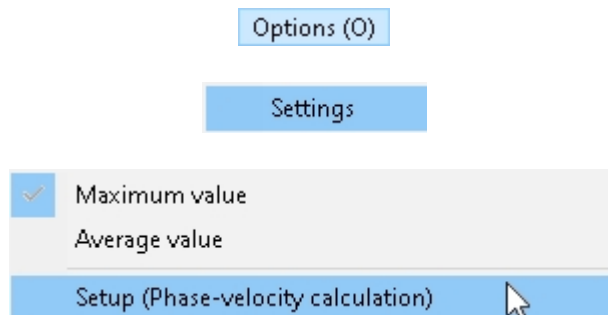 Options (O)
Settings
Maximum value
Average value
Setup (Phase-velocity calculation)